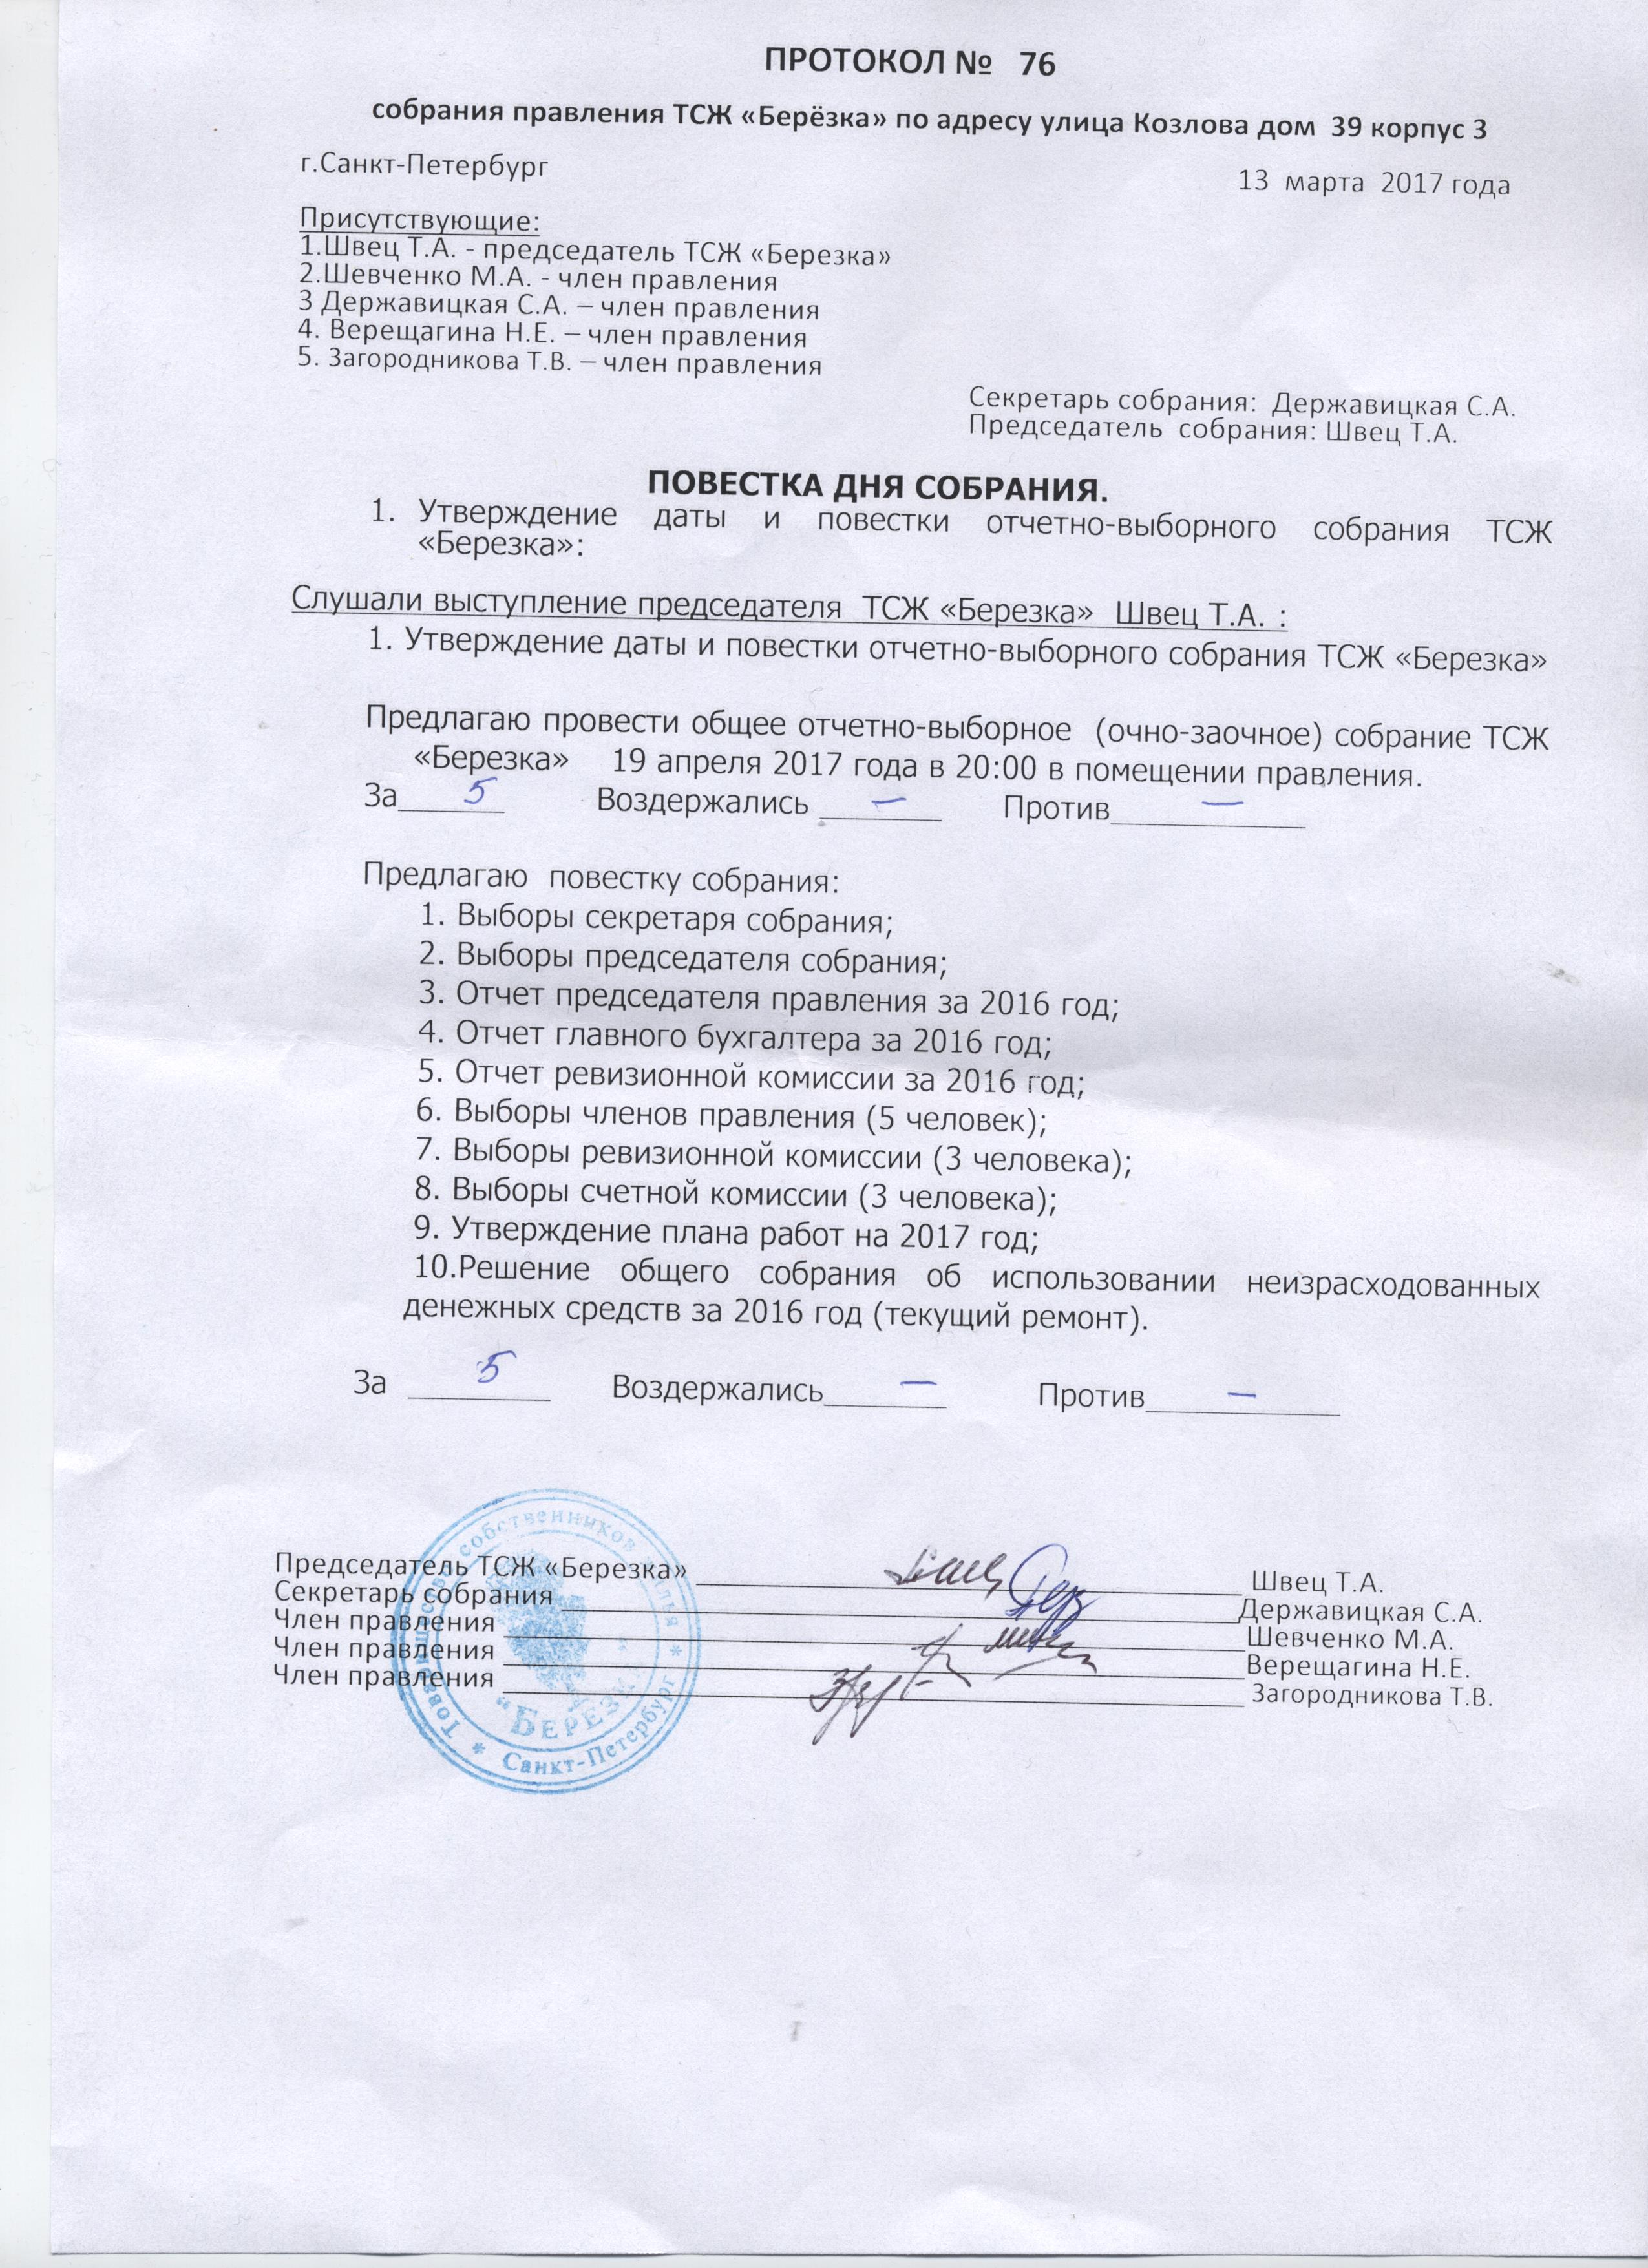 ПРОТОКОЛ № 76
собрания правления ТСЖ «Берёзка» по адресу улица Козлова дом 39 корпус 3
г.Санкт-Петербург
13 марта 2017 года
Присутствующие:
1.Швец Т.А. - председатель ТСЖ «Березка»
2.Шевченко М.А. - член правления
3 Державицкая С.А. – член правления
4. Верещагина Н.Е. – член правления
5. Загородникова Т.В. – член правления
Секретарь собрания: Державицкая С.А.
Председатель собрания: Швец Т.А.
ПОВЕСТКА ДНЯ СОБРАНИЯ.
1. Утверждение даты и повестки отчетно-выборного собрания ТСЖ
«Березка»:
Слушали выступление председателя ТСЖ «Березка» Швец Т.А. :
1. Утверждение даты и повестки отчетно-выборного собрания ТСЖ «Березка»
Предлагаю провести общее отчетно-выборное (очно-заочное) собрание ТСЖ
«Березка» 19 апреля 2017 года в 20:00 в помещении правления.
За 5 Воздержались – Против –
Предлагаю повестку собрания:
1. Выборы секретаря собрания;
2. Выборы председателя собрания;
3. Отчет председателя правления за 2016 год;
4. Отчет главного бухгалтера за 2016 год;
5. Отчет ревизионной комиссии за 2016 год;
6. Выборы членов правления (5 человек);
7. Выборы ревизионной комиссии (3 человека);
8. Выборы счетной комиссии (3 человека);
9. Утверждение плана работ на 2017 год;
10.Решение общего собрания об использовании неизрасходованных
денежных средств за 2016 год (текущий ремонт).
За 5 Воздержались – Против –
Председатель ТСЖ «Березка» Швец Т.А.
Секретарь собрания Державицкая С.А.
Член правления Шевченко М.А.
Член правления Верещагина Н.Е.
Член правления Загородникова Т.В.
собственников
Санкт-Петербург